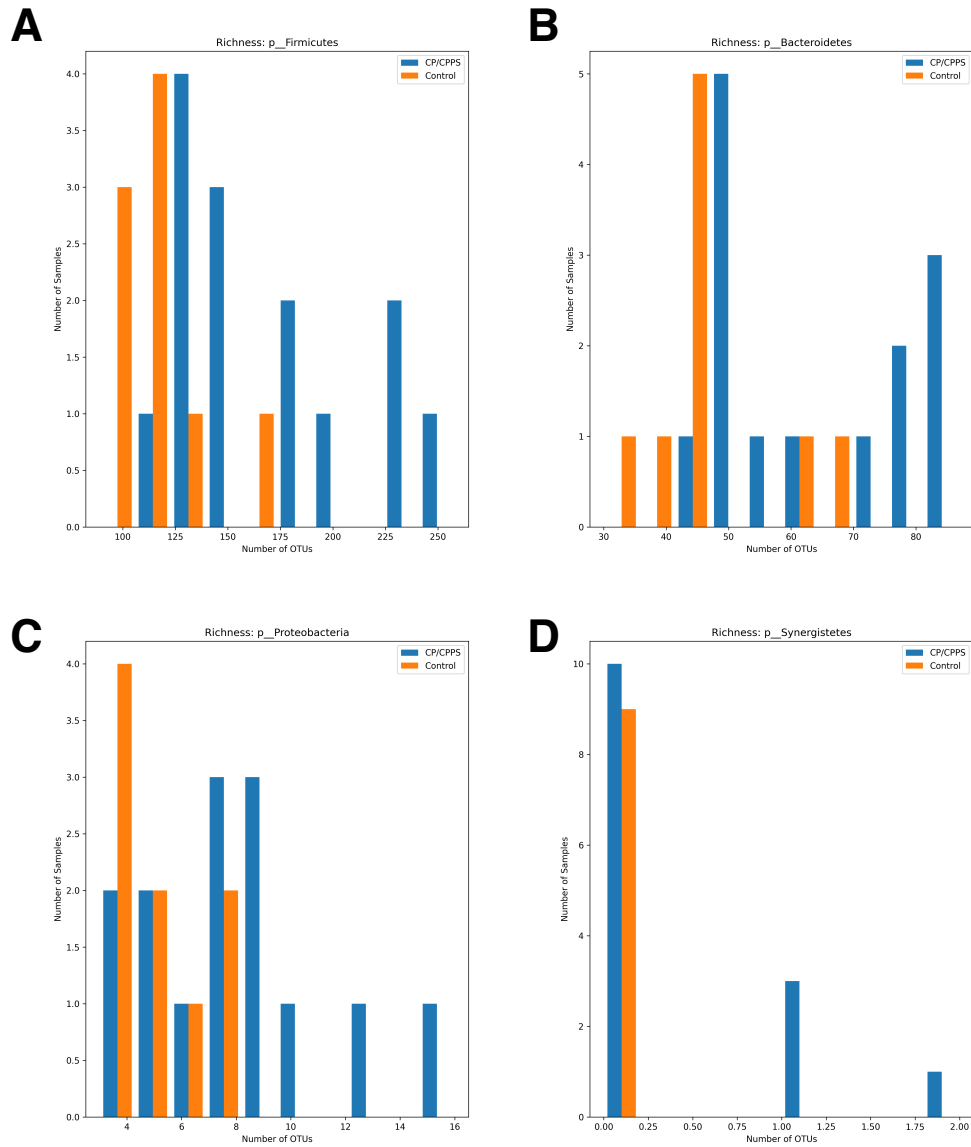 A
Richness: p__Firmicutes
CP/CPPS
Control
4.0
3.5
3.0
2.5
2.0
1.5
1.0
0.5
0.0
Number of Samples
100 125 150 175 200 225 250
Number of OTUs
B
Richness: p__Bacteroidetes
CP/CPPS
Control
5
4
3
2
1
0
Number of Samples
30 40 50 60 70 80
Number of OTUs
C
Richness: p__Proteobacteria
CP/CPPS
Control
4.0
3.5
3.0
2.5
2.0
1.5
1.0
0.5
0.0
Number of Samples
4 6 8 10 12 14 16
Number of OTUs
D
Richness: p__Synergistetes
CP/CPPS
Control
10
8
6
4
2
0
Number of Samples
0.00 0.25 0.50 0.75 1.00 1.25 1.50 1.75 2.00
Number of OTUs